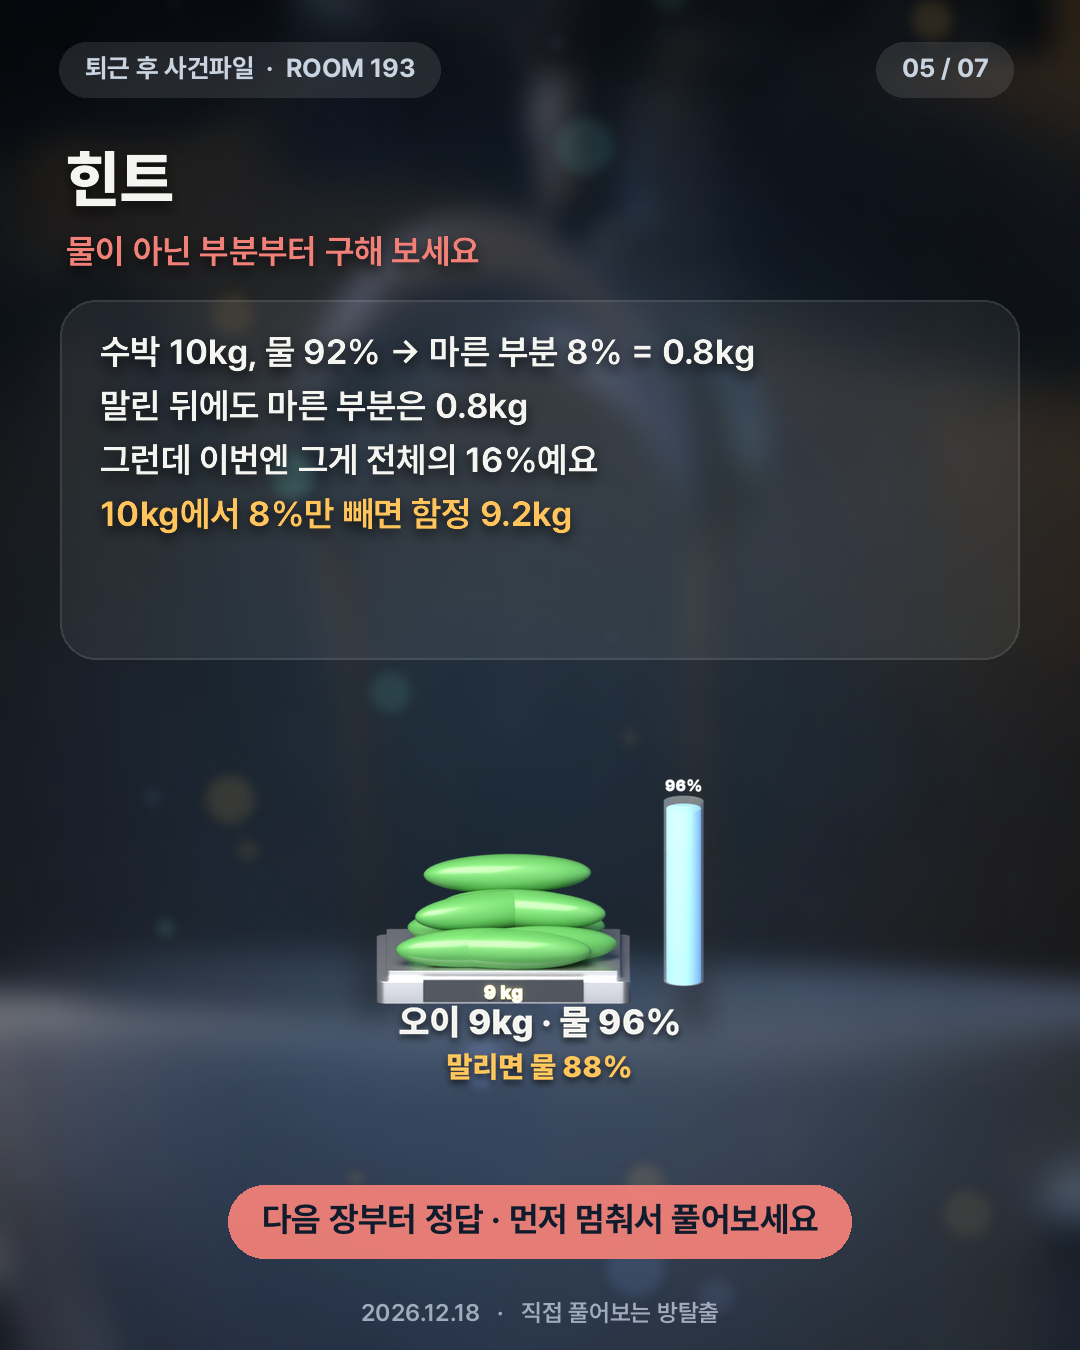 퇴근 후 사건파일 · ROOM 193
05 / 07
힌트
물이 아닌 부분부터 구해 보세요
수박 10kg, 물 92% → 마른 부분 8% = 0.8kg
말린 뒤에도 마른 부분은 0.8kg
그런데 이번엔 그게 전체의 16%예요
10kg에서 8%만 빼면 함정 9.2kg
96%
9 kg
오이 9kg · 물 96%
말리면 물 88%
다음 장부터 정답 · 먼저 멈춰서 풀어보세요
2026.12.18 · 직접 풀어보는 방탈출